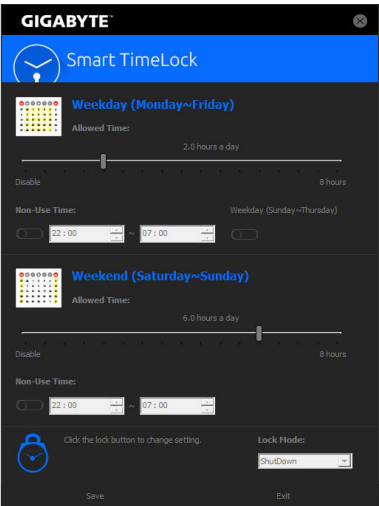 GIGABYTE™
Smart TimeLock
Weekday (Monday~Friday)
Allowed Time:
2.0 hours a day
Disable 8 hours
Non-Use Time: Weekday (Sunday~Thursday)
22 : 00 ~ 07 : 00
Weekend (Saturday~Sunday)
Allowed Time:
6.0 hours a day
Disable 8 hours
Non-Use Time:
22 : 00 ~ 07 : 00
Click the lock button to change setting. Lock Mode:
ShutDown
Save Exit